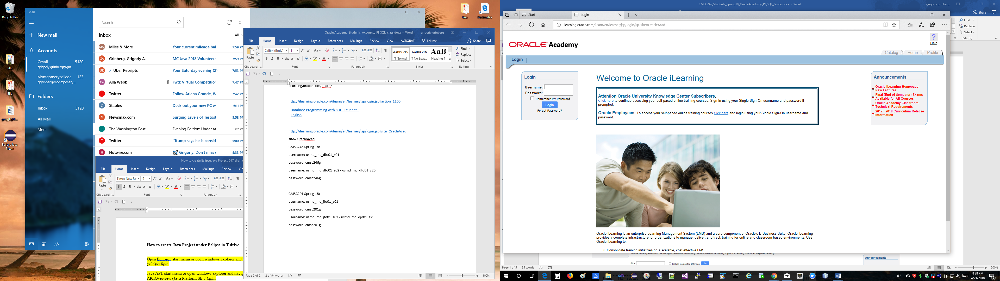 Recycle Bin
alla
Ella
greg_light...
Eclipse Java
Neon
lina
Postmates
Mail
New mail
Accounts
Gmail 5120
grigoriy.grinberg@gm...
Montgomerycollege 123
ggrinber@montgomery...
Folders
Inbox 5120
All Mail
More
Search
Inbox All
MM Miles & More Your current mileage bal 7:59 PM
GA Grinberg, Grigoriy A. MC Java 2018 Volunteers 7:59 PM
UR Uber Receipts Your Saturday evening (2) 7:53 PM
AW Alla Webb Fwd: Virtual Competition 7:47 PM
T Twitter Follow Ariana Grande, W 7:42 PM
S Staples Deck out your new PC w 6:11 PM
N Newsmax.com Surging Levels of Testost 5:58 PM
TP The Washington Post Evening Edition: Under at 5:02 PM
T Twitter "Trump says he is consid 5:00 PM
H Hotwire.com Grigoriy: Don't miss 4:33 PM
How to create Eclipse Java Project_017_draft.c
File Home Insert Design Layout References Mailings Review Vie
Times New Ro 12
Paste
Clipboard Font Paragraph
How to create Java Project under Eclipse in T drive
Open Eclipse : start menu or open windows explorer and
(x86)\eclipse
Java API: start menu or open windows explorer and navig
API\Overview (Java Platform SE 7 ).mht
Oracle Academy_Students_Accounts_PI_SQL_class.docx - Word grigoriy grinberg
File Home Insert Design Layout References Mailings Review View ACROBAT Tell me Share
Calibri (Body) 11
Paste
AaBbCcDc AaBbCcDc AaB
¶ Normal ¶ No Spac... Heading 1
Find
Replace
Select
Clipboard Font Paragraph Styles Editing
ilearning.oracle.com/ilearn/
http://ilearning.oracle.com/ilearn/en/learner/jsp/login.jsp?action=1100
Database Programming with SQL - Student -
English
http://ilearning.oracle.com/ilearn/en/learner/jsp/login.jsp?site=OracleAcad
site= OracleAcad
CMSC246 Spring 18:
username: usmd_mc_dfo01_s01
password: cmsc246g
username: usmd_mc_dfo01_s02 - usmd_mc_dfo01_s25
password: cmsc246g
CMSC201 Spring 18:
username: usmd_mc_jfo01_s01
password: cmsc201g
username: usmd_mc_jfo01_s02 - usmd_mc_djo01_s25
password: cmsc201g
Page 2 of 2 2 of 94 words 100%
CMSC246_Students_Spring18_OracleAcademy_PI_SQL_Guide.docx - Word grigoriy grinberg
Share
Find
Replace
Select
Editing
Start Login
ilearning.oracle.com/ilearn/en/learner/jsp/login.jsp?site=OracleAcad
ORACLE Academy
Help
Catalog Home Profile
Login
Login
Username:
Password:
Remember My Password
Login
Forgot Password?
Welcome to Oracle iLearning
Attention Oracle University Knowledge Center Subscribers:
Click here to continue accessing your self-paced online training courses. Sign-in using your Single Sign-On username and password if
prompted.
Oracle Employees: To access your self-paced online training courses click here and login using your Single Sign-On username and
password.
Announcements
Oracle iLearning Homepage -
New Features
Final (End of Semester) Exams
Available for All Courses
Oracle Academy Classroom
Technical Requirements
2017 - 2018 Curriculum Release
Information
Oracle iLearning is an enterprise Learning Management System (LMS) and a core component of Oracle's E-Business Suite. Oracle iLearning
provides a complete infrastructure for organizations to manage, deliver, and track training for online and classroom based environments. Use
Oracle iLearning to:
• Consolidate training initiatives on a scalable, cost effective LMS
Filter Include Completed Offerings Go
Announcements
Page 1 of 5 55 words 200%
8:38 PM
4/21/2018